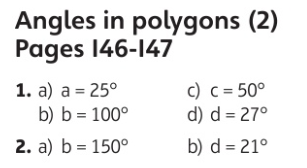 Angles in polygons (2)
Pages 146-147
1. a) a = 25° c) c = 50°
b) b = 100° d) d = 27°
2. a) b = 150° b) d = 21°